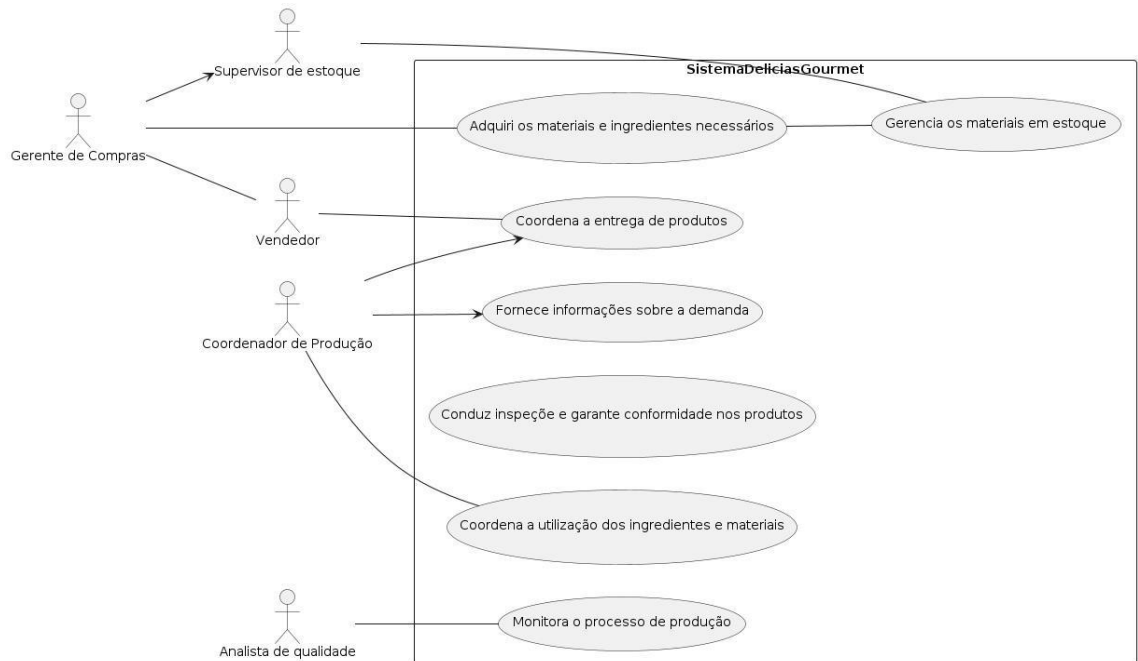 Supervisor de estoque
SistemaDeliciasGourmet
Gerente de Compras
Adquiri os materiais e ingredientes necessários
Gerencia os materiais em estoque
Vendedor
Coordena a entrega de produtos
Coordenador de Produção
Fornece informações sobre a demanda
Conduz inspeçõe e garante conformidade nos produtos
Coordena a utilização dos ingredientes e materiais
Analista de qualidade
Monitora o processo de produção